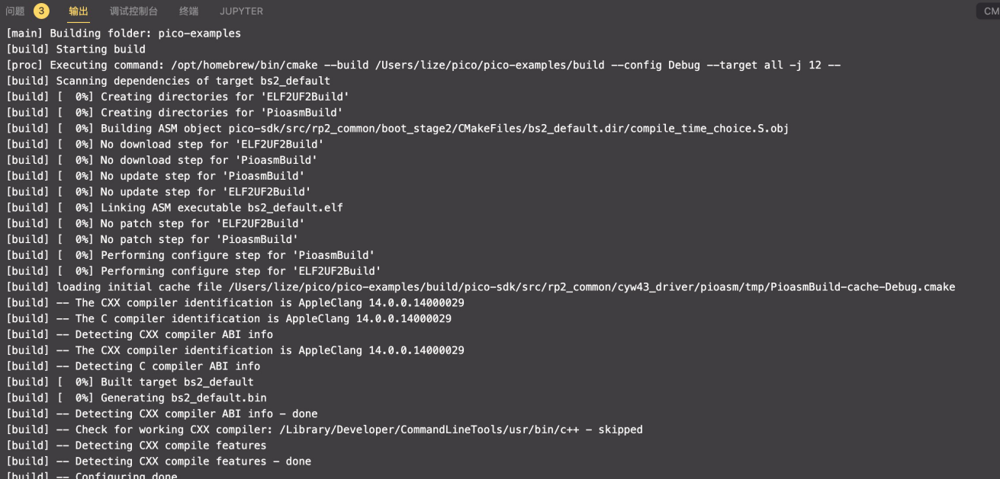 问题 3 输出 调试控制台 终端 JUPYTER CM
[main] Building folder: pico-examples
[build] Starting build
[proc] Executing command: /opt/homebrew/bin/cmake --build /Users/lize/pico/pico-examples/build --config Debug --target all -j 12 --
[build] Scanning dependencies of target bs2_default
[build] [  0%] Creating directories for 'ELF2UF2Build'
[build] [  0%] Creating directories for 'PioasmBuild'
[build] [  0%] Building ASM object pico-sdk/src/rp2_common/boot_stage2/CMakeFiles/bs2_default.dir/compile_time_choice.S.obj
[build] [  0%] No download step for 'ELF2UF2Build'
[build] [  0%] No download step for 'PioasmBuild'
[build] [  0%] No update step for 'PioasmBuild'
[build] [  0%] No update step for 'ELF2UF2Build'
[build] [  0%] Linking ASM executable bs2_default.elf
[build] [  0%] No patch step for 'ELF2UF2Build'
[build] [  0%] No patch step for 'PioasmBuild'
[build] [  0%] Performing configure step for 'PioasmBuild'
[build] [  0%] Performing configure step for 'ELF2UF2Build'
[build] loading initial cache file /Users/lize/pico/pico-examples/build/pico-sdk/src/rp2_common/cyw43_driver/pioasm/tmp/PioasmBuild-cache-Debug.cmake
[build] -- The CXX compiler identification is AppleClang 14.0.0.14000029
[build] -- The C compiler identification is AppleClang 14.0.0.14000029
[build] -- Detecting CXX compiler ABI info
[build] -- The CXX compiler identification is AppleClang 14.0.0.14000029
[build] -- Detecting C compiler ABI info
[build] [  0%] Built target bs2_default
[build] [  0%] Generating bs2_default.bin
[build] -- Detecting CXX compiler ABI info - done
[build] -- Check for working CXX compiler: /Library/Developer/CommandLineTools/usr/bin/c++ - skipped
[build] -- Detecting CXX compile features
[build] -- Detecting CXX compile features - done
[build] -- Configuring done